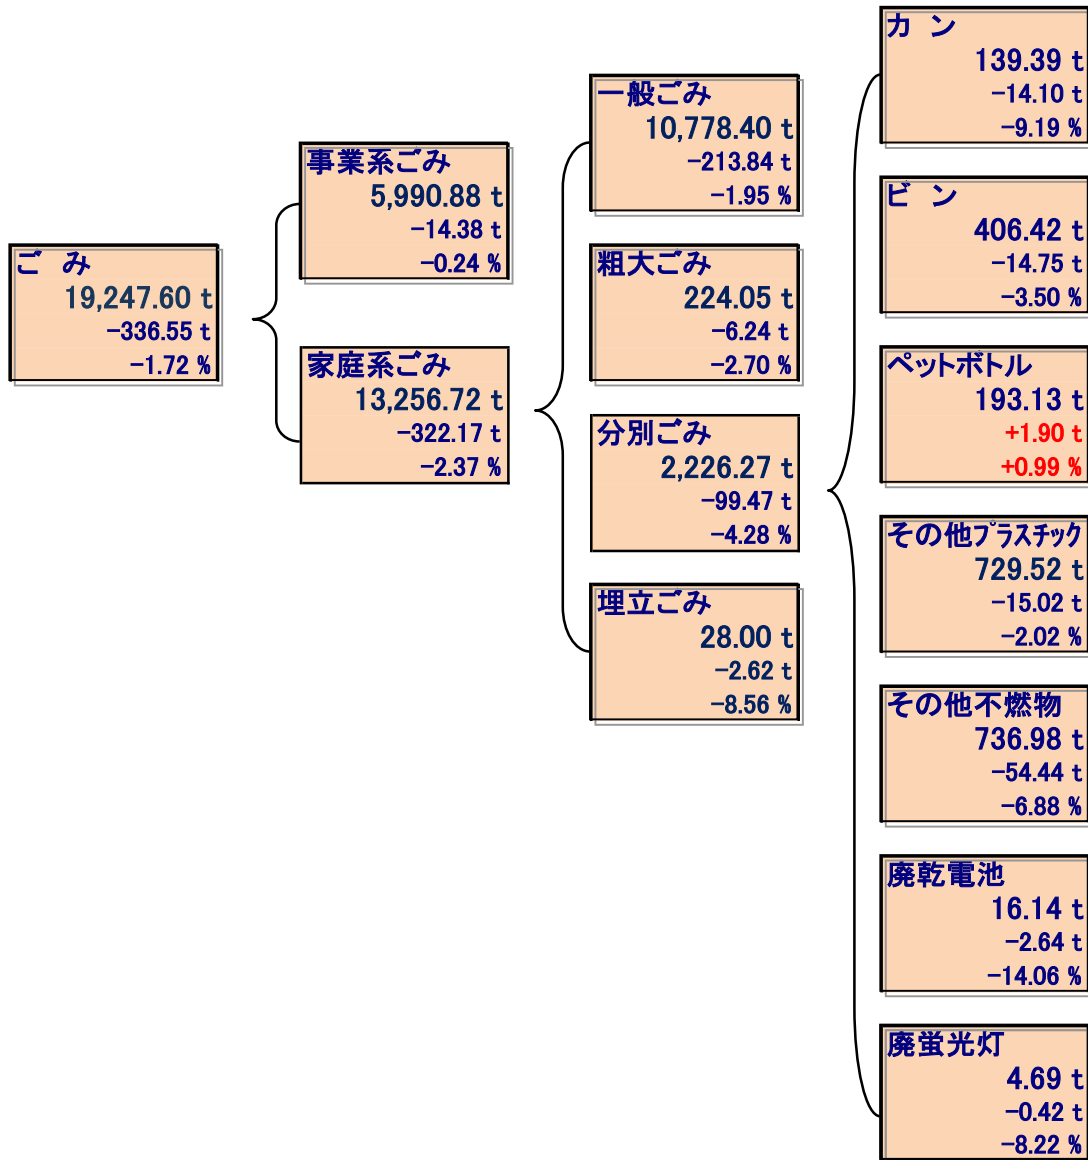 ご み
19,247.60 t
-336.55 t
-1.72 %
事業系ごみ
5,990.88 t
-14.38 t
-0.24 %
家庭系ごみ
13,256.72 t
-322.17 t
-2.37 %
一般ごみ
10,778.40 t
-213.84 t
-1.95 %
粗大ごみ
224.05 t
-6.24 t
-2.70 %
分別ごみ
2,226.27 t
-99.47 t
-4.28 %
埋立ごみ
28.00 t
-2.62 t
-8.56 %
カ ン
139.39 t
-14.10 t
-9.19 %
ビ ン
406.42 t
-14.75 t
-3.50 %
ペットボトル
193.13 t
+1.90 t
+0.99 %
その他プラスチック
729.52 t
-15.02 t
-2.02 %
その他不燃物
736.98 t
-54.44 t
-6.88 %
廃乾電池
16.14 t
-2.64 t
-14.06 %
廃蛍光灯
4.69 t
-0.42 t
-8.22 %